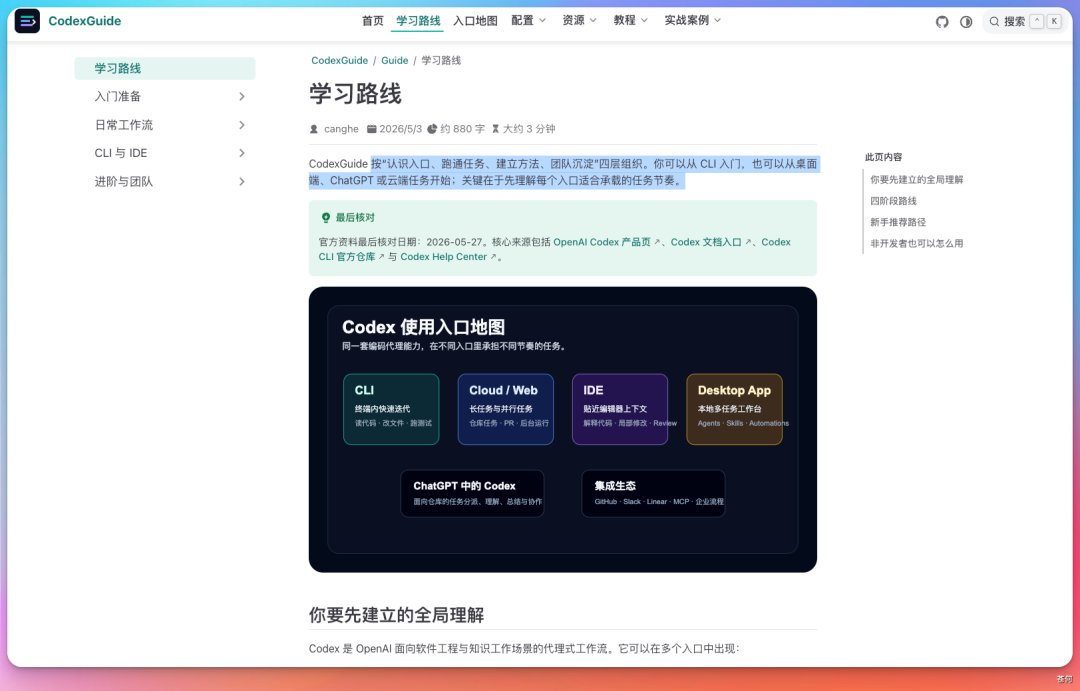 CodexGuide
首页 学习路线 入口地图 配置 资源 教程 实战案例
搜索 ^ K
学习路线
入门准备
日常工作流
CLI 与 IDE
进阶与团队
CodexGuide / Guide / 学习路线
学习路线
canghe 2026/5/3 约 880 字 大约 3 分钟
CodexGuide 按“认识入口、跑通任务、建立方法、团队沉淀”四层组织。你可以从 CLI 入门，也可以从桌面
端、ChatGPT 或云端任务开始；关键在于先理解每个入口适合承载的任务节奏。
最后核对
官方资料最后核对日期：2026-05-27。核心来源包括 OpenAI Codex 产品页 ↗、Codex 文档入口 ↗、Codex
CLI 官方仓库 ↗ 与 Codex Help Center ↗。
Codex 使用入口地图
同一套编码代理能力，在不同入口里承担不同节奏的任务。
CLI
终端内快速迭代
读代码 · 改文件 · 跑测试
Cloud / Web
长任务与并行任务
仓库任务 · PR · 后台运行
IDE
贴近编辑器上下文
解释代码 · 局部修改 · Review
Desktop App
本地多任务工作台
Agents · Skills · Automations
ChatGPT 中的 Codex
面向仓库的任务分派、理解、总结与协作
集成生态
GitHub · Slack · Linear · MCP · 企业流程
你要先建立的全局理解
Codex 是 OpenAI 面向软件工程与知识工作场景的代理式工作流。它可以在多个入口中出现：
此页内容
你要先建立的全局理解
四阶段路线
新手推荐路径
非开发者也可以怎么用
苍何